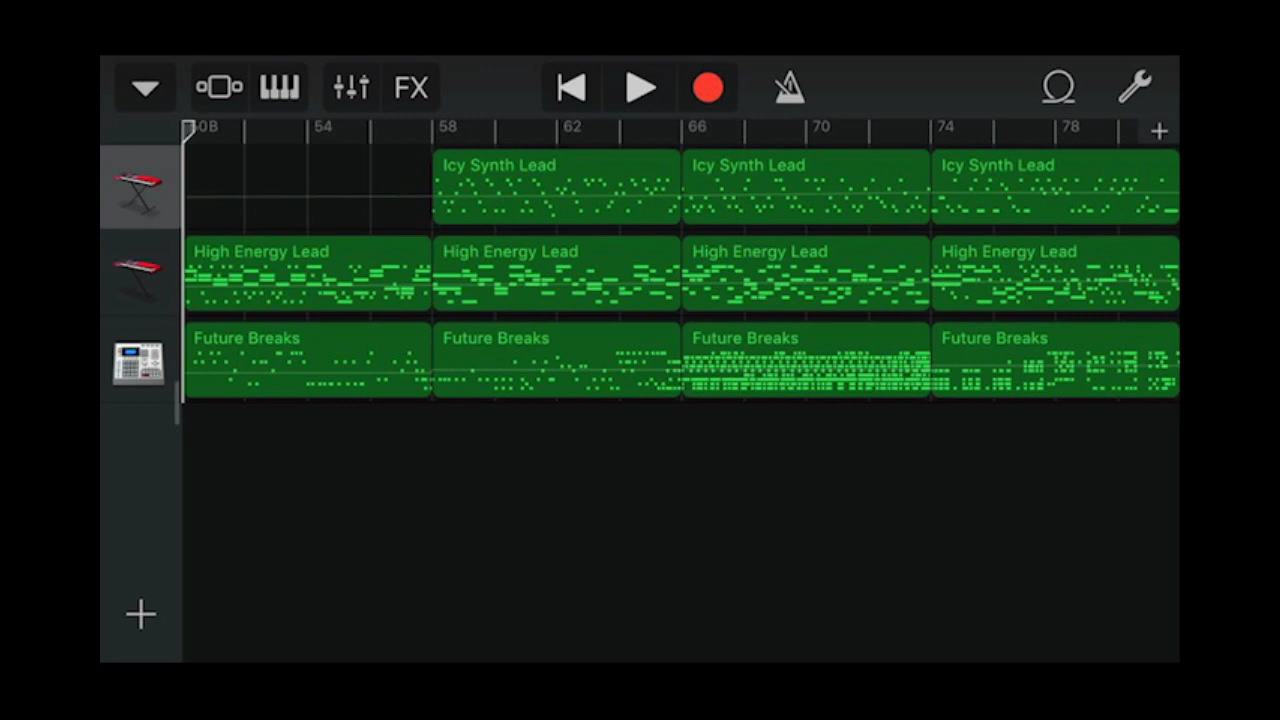 FX
54 58 62 66 70 74 78
Icy Synth Lead Icy Synth Lead Icy Synth Lead
High Energy Lead High Energy Lead High Energy Lead High Energy Lead
Future Breaks Future Breaks Future Breaks Future Breaks